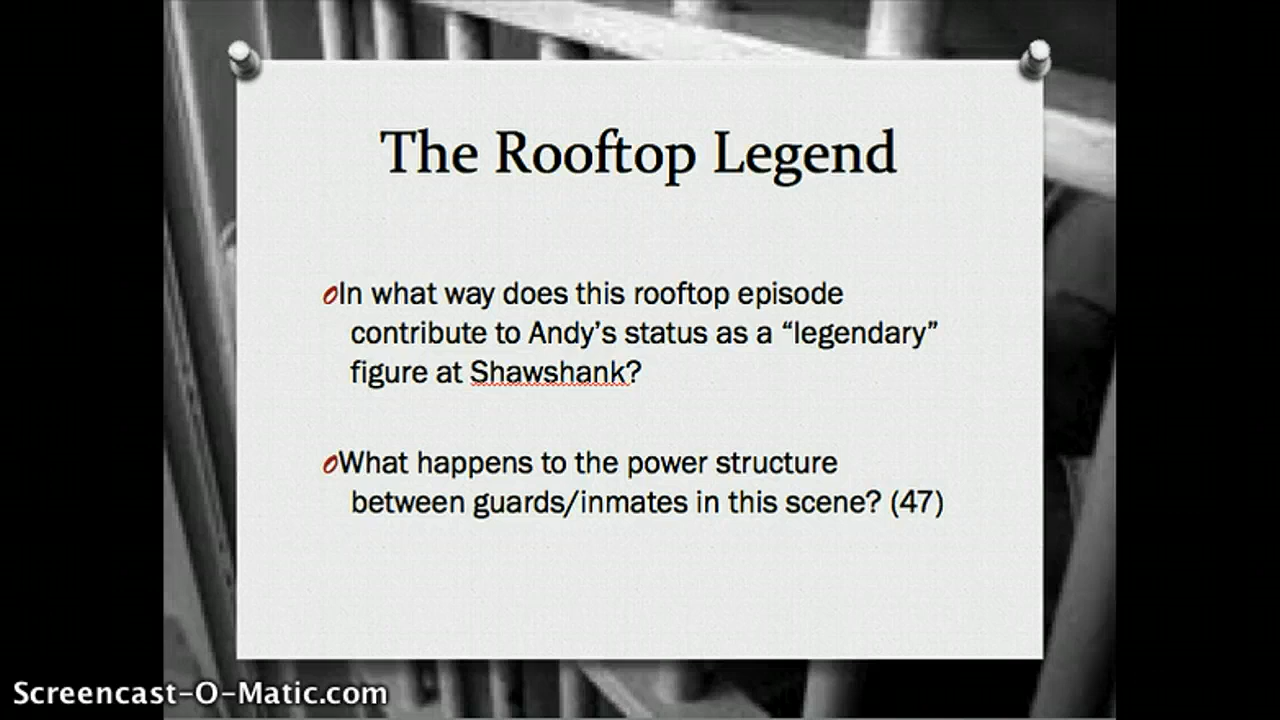 The Rooftop Legend
In what way does this rooftop episode
contribute to Andy’s status as a “legendary”
figure at Shawshank?
What happens to the power structure
between guards/inmates in this scene? (47)
Screencast-O-Matic.com